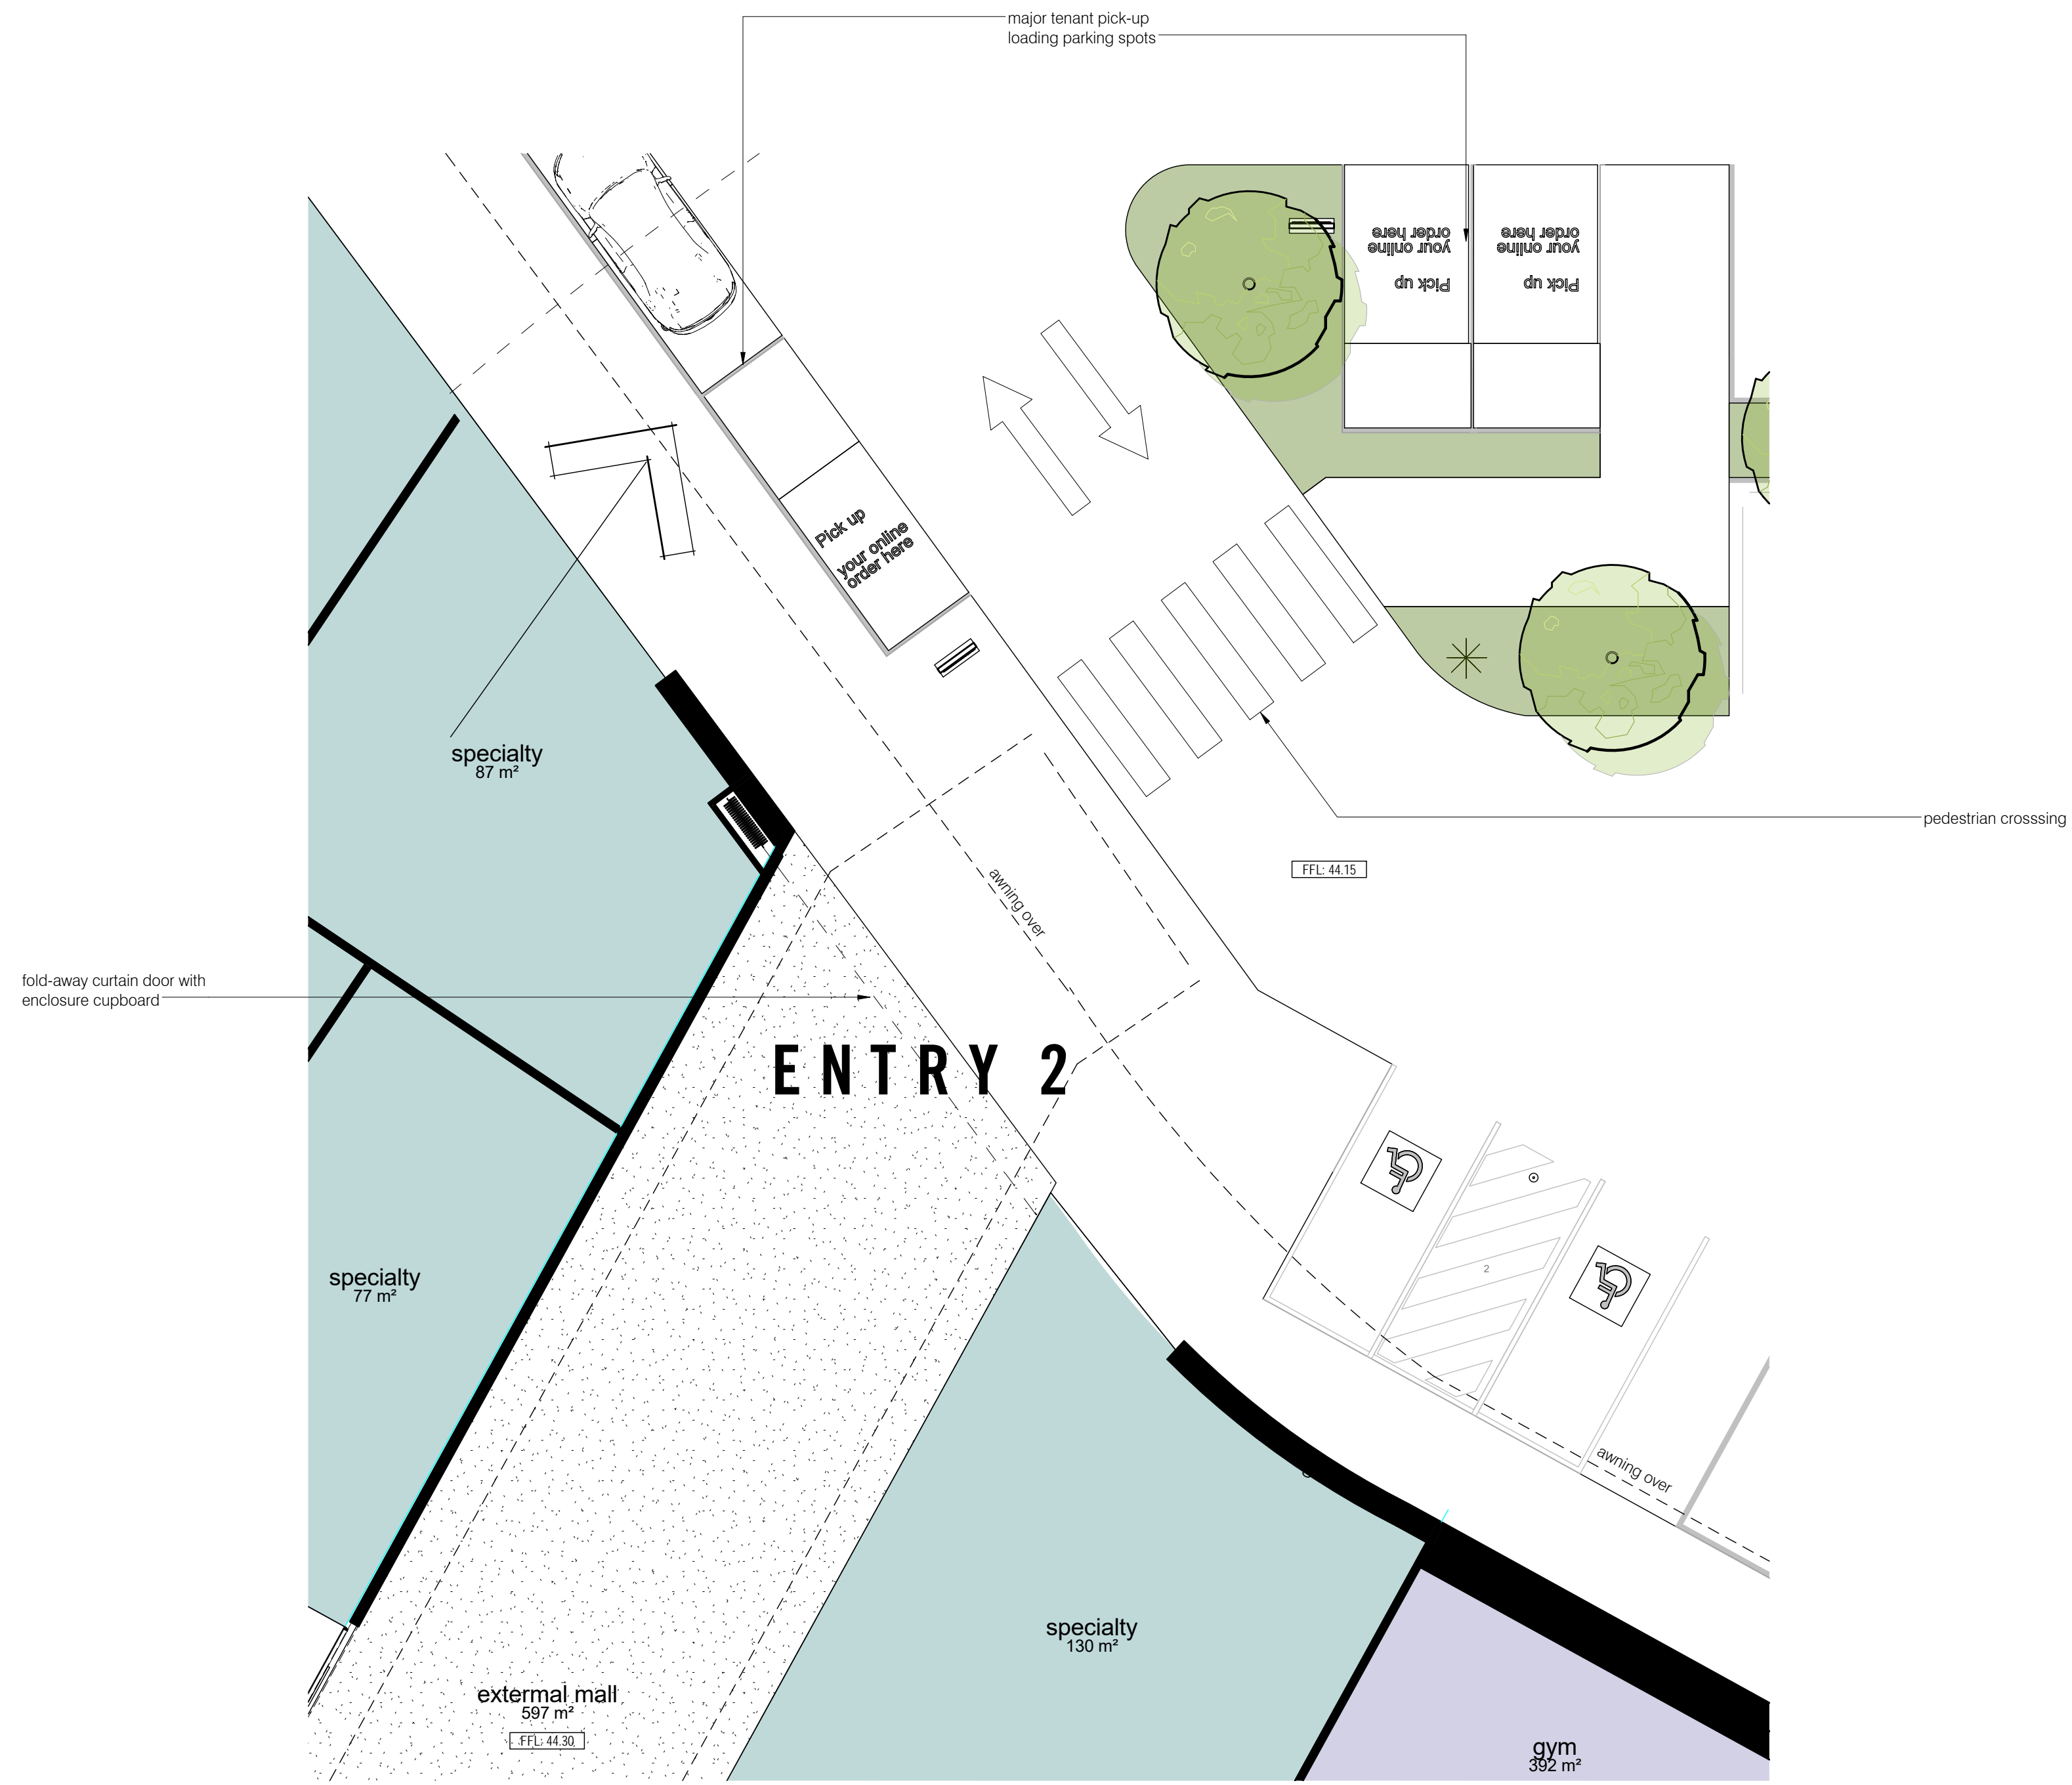 major tenant pick-up
loading parking spots
Pick up
your online
order here
Pick up
your online
order here
Pick up
your online
order here
specialty
87 m²
pedestrian crosssing
FFL: 44.15
awning over
fold-away curtain door with
enclosure cupboard
ENTRY 2
2
specialty
77 m²
awning over
specialty
130 m²
extermal mall
597 m²
FFL: 44.30
gym
392 m²